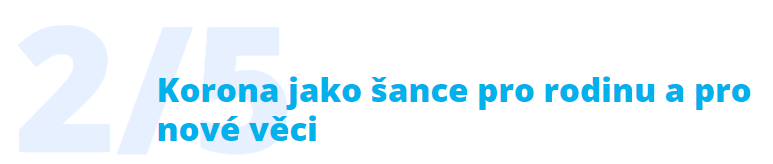 2/5
Korona jako šance pro rodinu a pro
nové věci